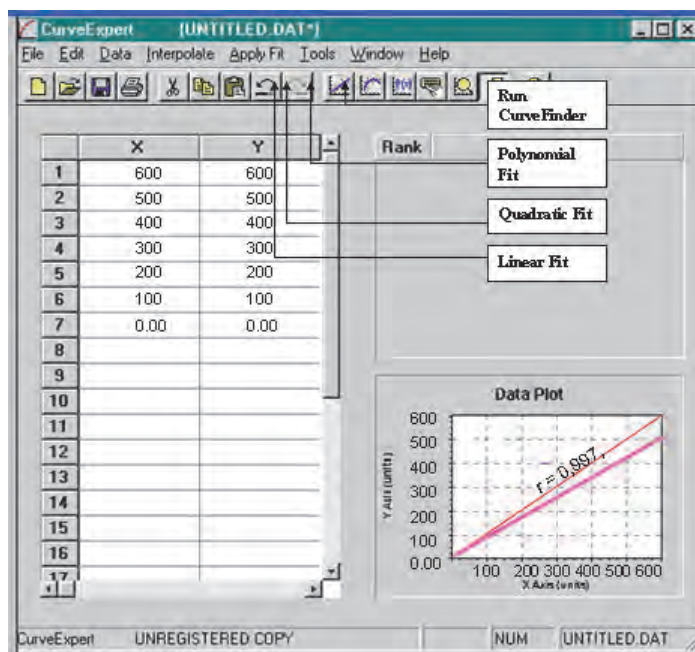 CurveExpert [UNTITLED.DAT*]
File Edit Data Interpolate Apply Fit Tools Window Help
Run
CurveFinder
Polynomial
Fit
Quadratic Fit
Linear Fit
X Y
1 600 600
2 500 500
3 400 400
4 300 300
5 200 200
6 100 100
7 0.00 0.00
8
9
10
11
12
13
14
15
16
17
Rank
Data Plot
600
500
400
300
200
100
0.00
Y Axis (units)
r = 0,997,
100 200 300 400 500 600
X Axis (units)
CurveExpert UNREGISTERED COPY NUM UNTITLED.DAT